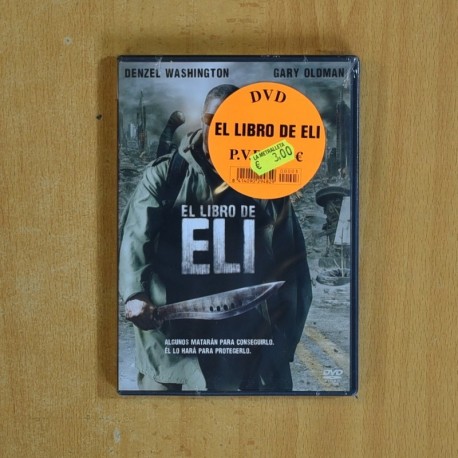 DENZEL WASHINGTON
GARY OLDMAN
DVD
EL LIBRO DE ELI
P.V.P
€
LA METRALLETA
€ 3,00
EL LIBRO DE
ELI
ALGUNOS MATARÁN PARA CONSEGUIRLO.
ÉL LO HARÁ PARA PROTEGERLO.
DVD